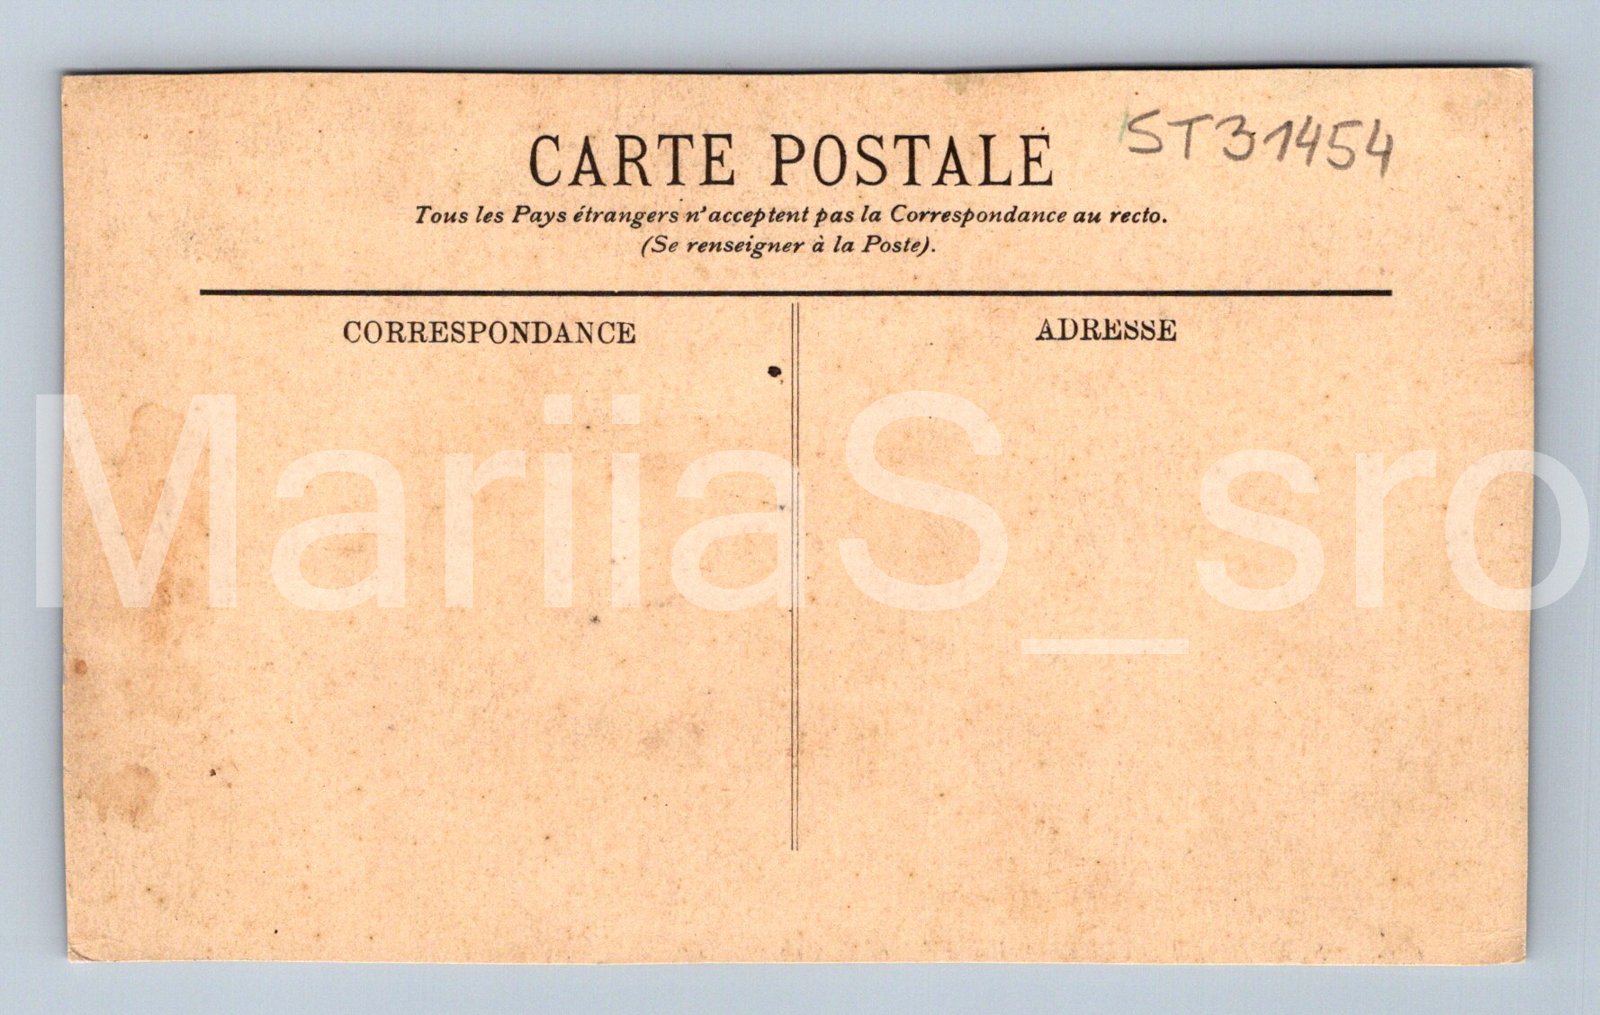 CARTE POSTALE
ST31454
Tous les Pays étrangers n'acceptent pas la Correspondance au recto.
(Se renseigner à la Poste).
CORRESPONDANCE
ADRESSE
MariiaS_sro